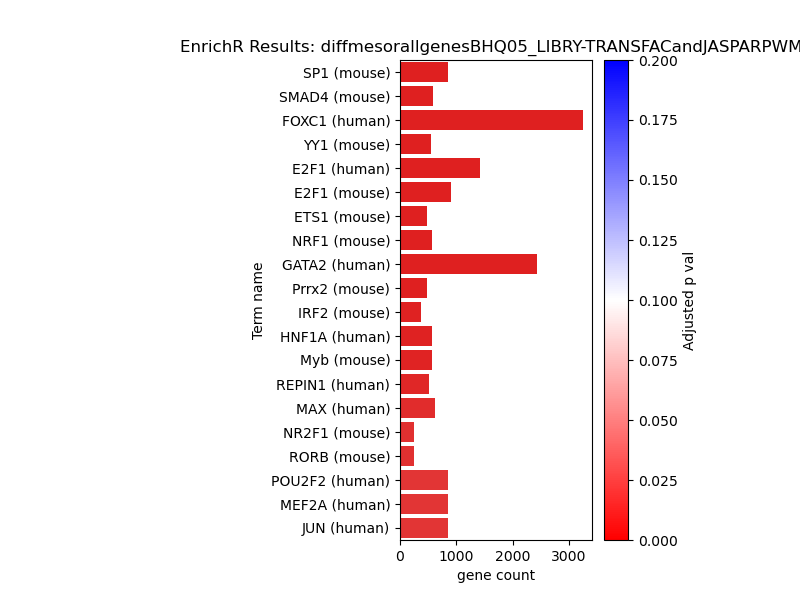 EnrichR Results: diffmesorallgenesBHQ05_LIBRY-TRANSFACandJASPARPWM
Term name
SP1 (mouse)
SMAD4 (mouse)
FOXC1 (human)
YY1 (mouse)
E2F1 (human)
E2F1 (mouse)
ETS1 (mouse)
NRF1 (mouse)
GATA2 (human)
Prrx2 (mouse)
IRF2 (mouse)
HNF1A (human)
Myb (mouse)
REPIN1 (human)
MAX (human)
NR2F1 (mouse)
RORB (mouse)
POU2F2 (human)
MEF2A (human)
JUN (human)
0 1000 2000 3000
gene count
0.200
0.175
0.150
0.125
0.100
0.075
0.050
0.025
0.000
Adjusted p val